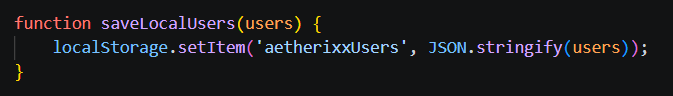 function saveLocalUsers(users) {
    localStorage.setItem('aetherixxUsers', JSON.stringify(users));
}